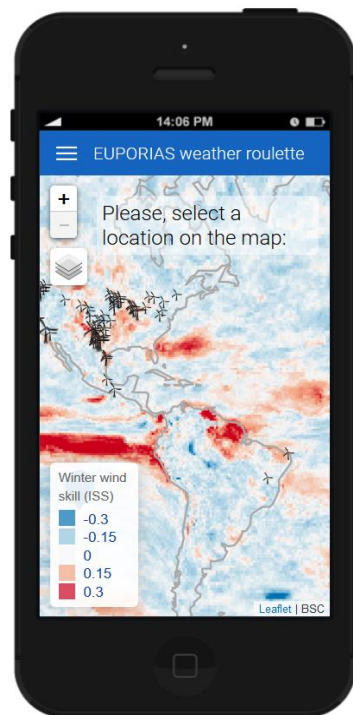 14:06 PM
EUPORIAS weather roulette
+
−
Please, select a
location on the map:
Winter wind
skill (ISS)
-0.3
-0.15
0
0.15
0.3
Leaflet | BSC